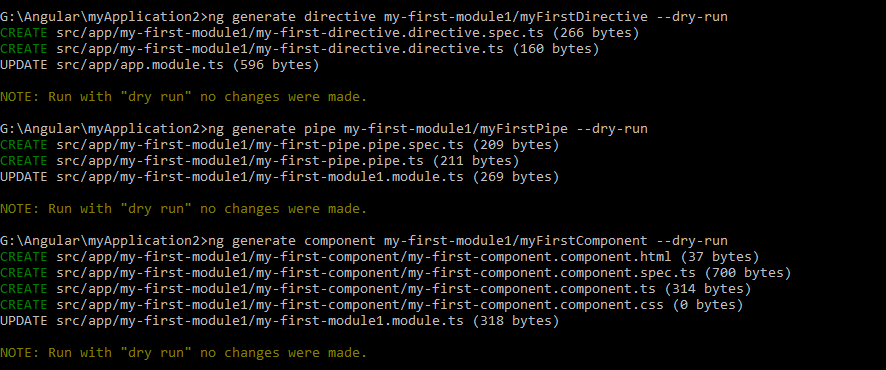 G:\Angular\myApplication2>ng generate directive my-first-module1/myFirstDirective --dry-run
CREATE src/app/my-first-module1/my-first-directive.directive.spec.ts (266 bytes)
CREATE src/app/my-first-module1/my-first-directive.directive.ts (160 bytes)
UPDATE src/app/app.module.ts (596 bytes)
NOTE: Run with "dry run" no changes were made.
G:\Angular\myApplication2>ng generate pipe my-first-module1/myFirstPipe --dry-run
CREATE src/app/my-first-module1/my-first-pipe.pipe.spec.ts (209 bytes)
CREATE src/app/my-first-module1/my-first-pipe.pipe.ts (211 bytes)
UPDATE src/app/my-first-module1/my-first-module1.module.ts (269 bytes)
NOTE: Run with "dry run" no changes were made.
G:\Angular\myApplication2>ng generate component my-first-module1/myFirstComponent --dry-run
CREATE src/app/my-first-module1/my-first-component/my-first-component.component.html (37 bytes)
CREATE src/app/my-first-module1/my-first-component/my-first-component.component.spec.ts (700 bytes)
CREATE src/app/my-first-module1/my-first-component/my-first-component.component.ts (314 bytes)
CREATE src/app/my-first-module1/my-first-component/my-first-component.component.css (0 bytes)
UPDATE src/app/my-first-module1/my-first-module1.module.ts (318 bytes)
NOTE: Run with "dry run" no changes were made.